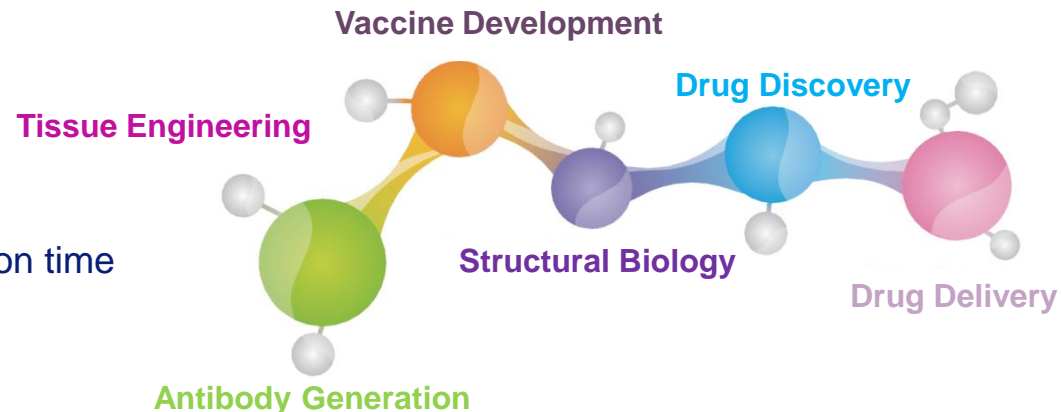 Vaccine Development
Drug Discovery
Tissue Engineering
on time
Structural Biology
Drug Delivery
Antibody Generation